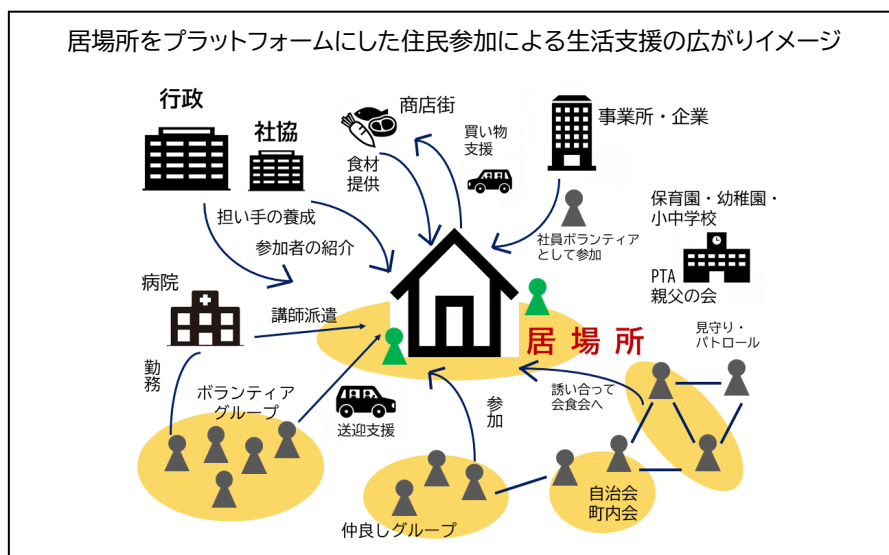 居場所をプラットフォームにした住民参加による生活支援の広がりイメージ
行政
社協
商店街
買い物
支援
事業所・企業
食材
提供
担い手の養成
参加者の紹介
社員ボランティア
として参加
保育園・幼稚園・
小中学校
PTA
親父の会
病院
講師派遣
居場所
見守り・
パトロール
勤務
ボランティア
グループ
送迎支援
参加
誘い合って
会食会へ
仲良しグループ
自治会
町内会